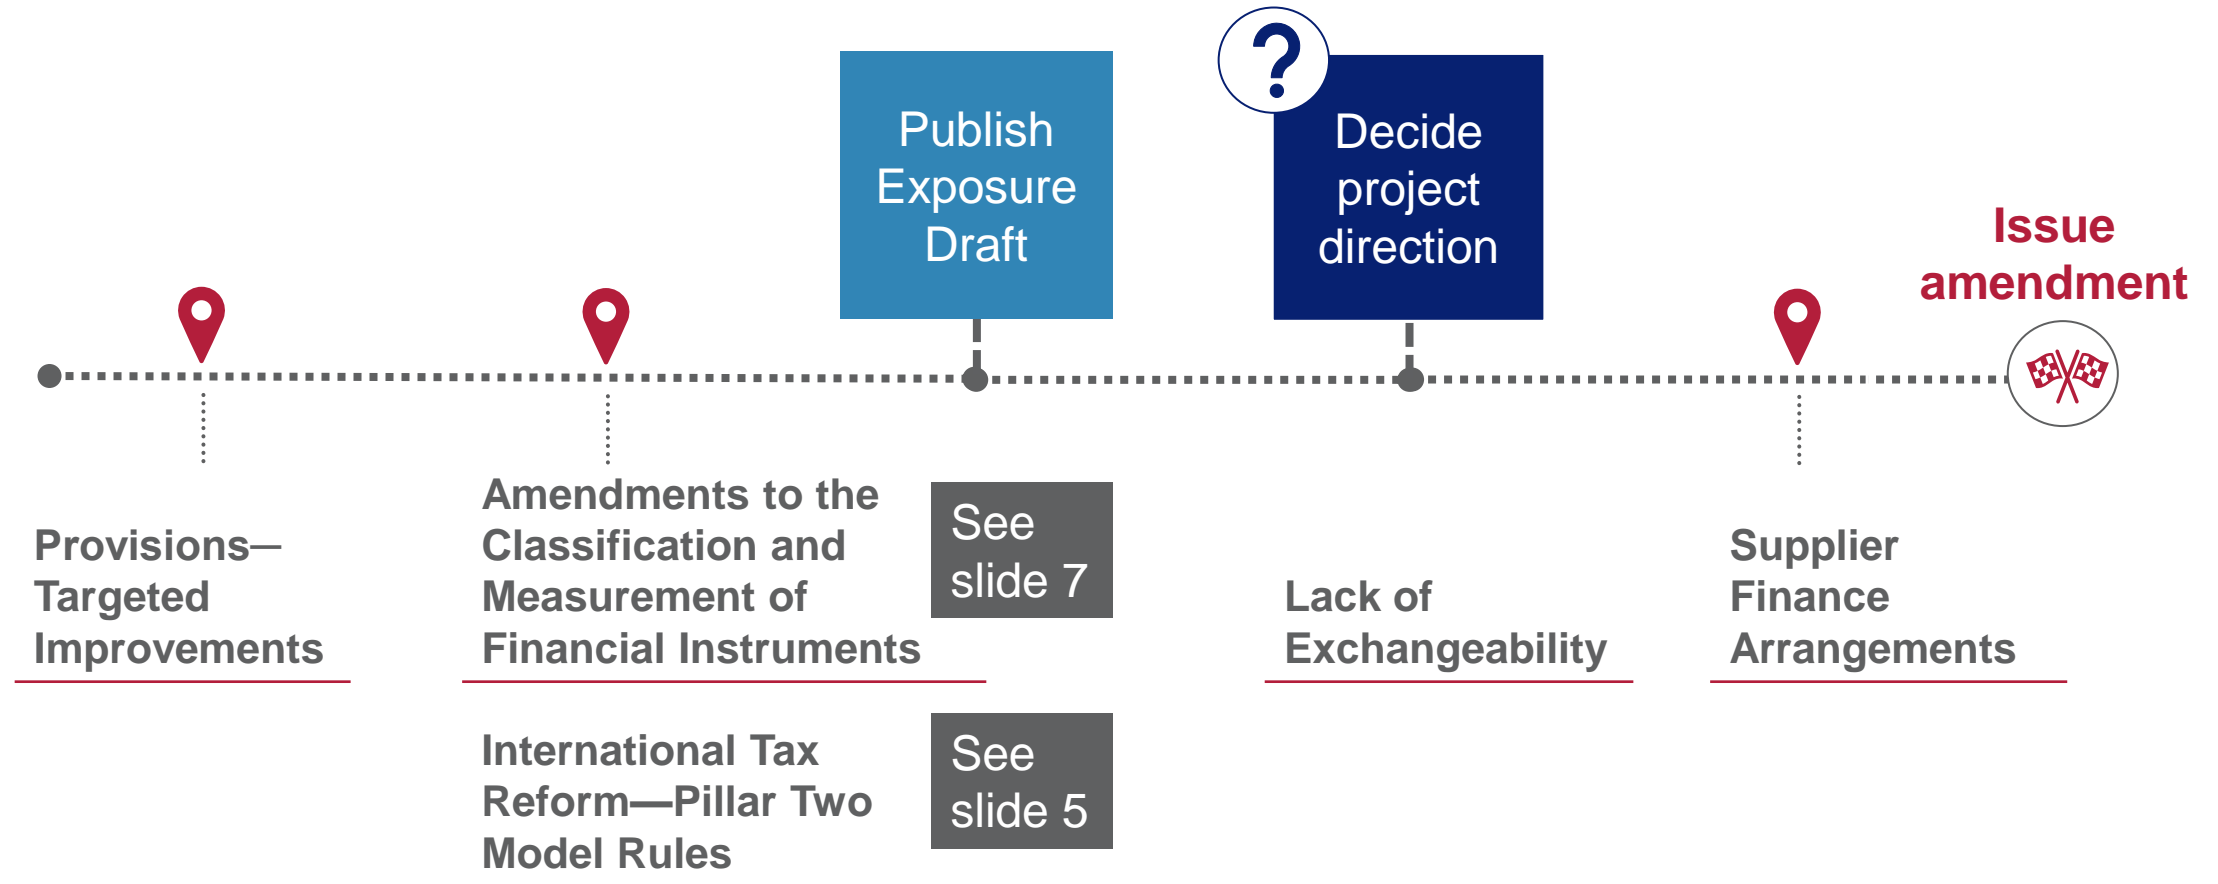 Publish
Exposure
Draft
?
Decide
project
direction
Issue
amendment
Provisions—
Targeted
Improvements
Amendments to the
Classification and
Measurement of
Financial Instruments
See
slide 7
International Tax
Reform—Pillar Two
Model Rules
See
slide 5
Lack of
Exchangeability
Supplier
Finance
Arrangements